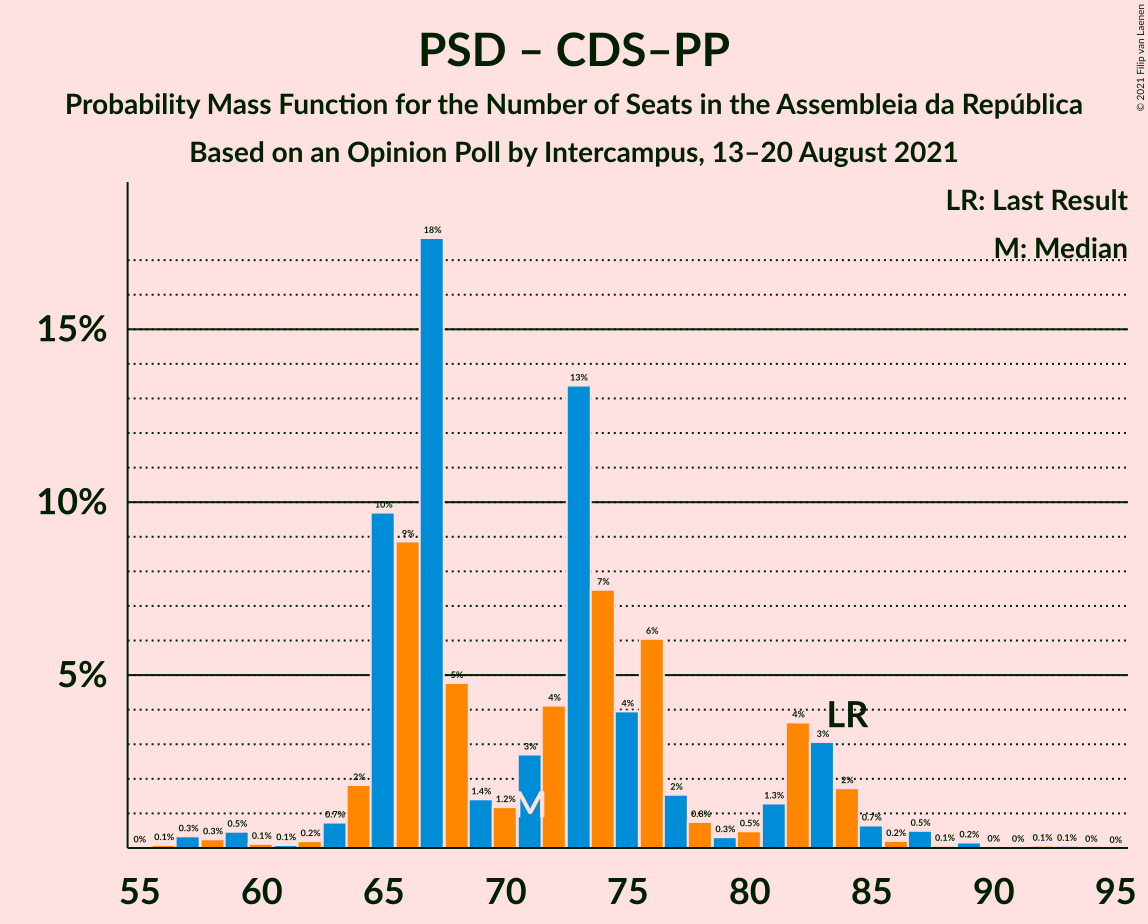 PSD – CDS–PP
Probability Mass Function for the Number of Seats in the Assembleia da República
Based on an Opinion Poll by Intercampus, 13–20 August 2021
© 2021 Filip van Laenen
LR: Last Result
M: Median
15%
10%
5%
0% 0.1% 0.3% 0.3% 0.5% 0.1% 0.1% 0.2% 0.7% 2% 10% 9% 18% 5% 1.4% 1.2% 3% 4% 13% 7% 4% 6% 2% 0.8% 0.3% 0.5% 1.3% 4% 3% 2% 0.7% 0.2% 0.5% 0.1% 0.2% 0% 0% 0.1% 0.1% 0% 0%
LR
M
55 60 65 70 75 80 85 90 95